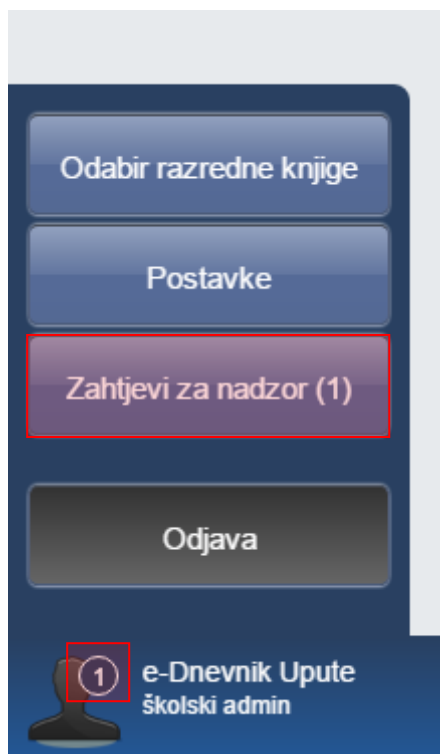 Odabir razredne knjige
Postavke
Zahtjevi za nadzor (1)
Odjava
1
e-Dnevnik Upute
školski admin